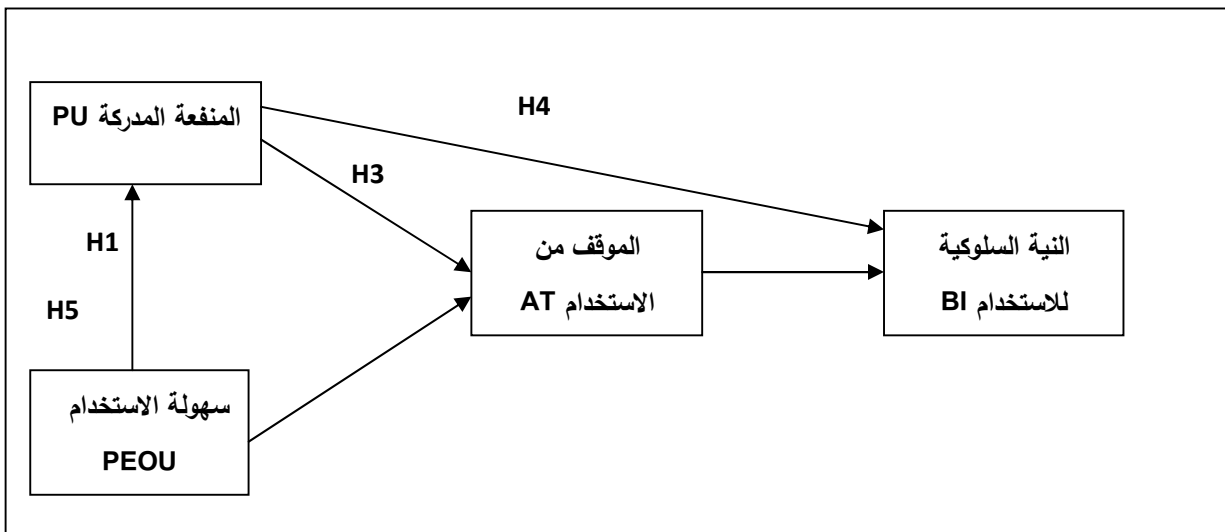 المنفعة المدركة PU
H4
H3
H1
الموقف من
الاستخدام AT
النية السلوكية
للاستخدام BI
H5
سهولة الاستخدام
PEOU